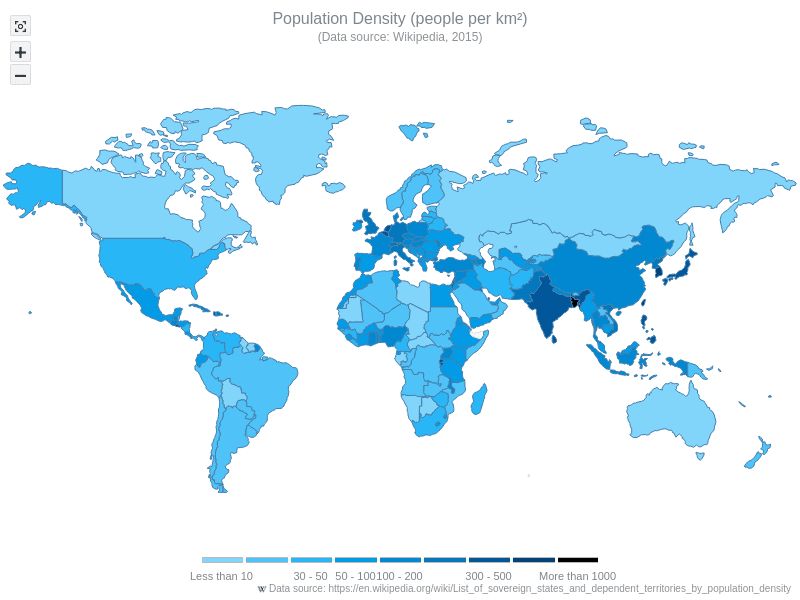 Population Density (people per km²)
(Data source: Wikipedia, 2015)
Less than 10 30 - 50 50 - 100 100 - 200 300 - 500 More than 1000
W Data source: https://en.wikipedia.org/wiki/List_of_sovereign_states_and_dependent_territories_by_population_density